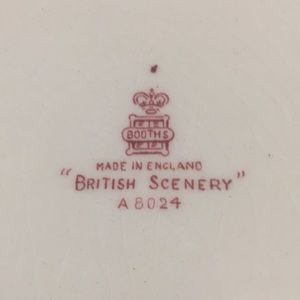 BOOTHS
MADE IN ENGLAND
"BRITISH SCENERY"
A 8024